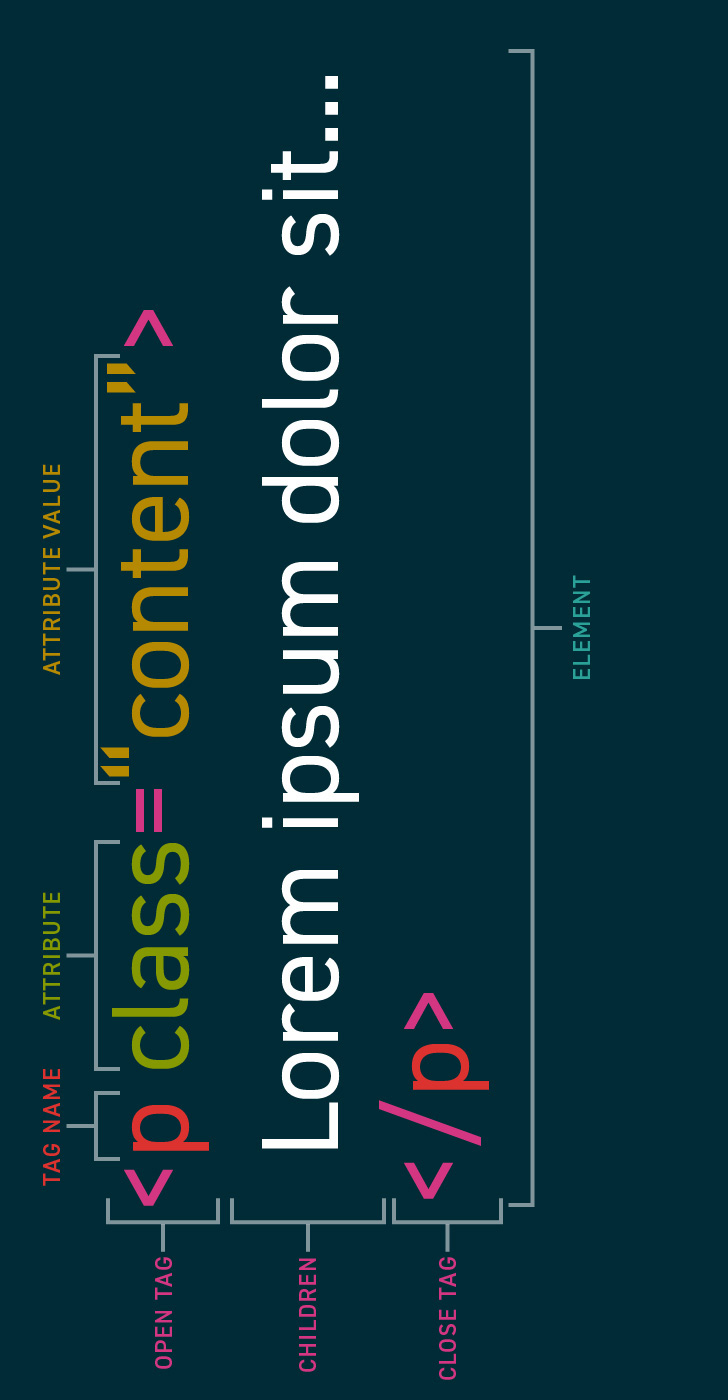 TAG NAME
ATTRIBUTE
ATTRIBUTE VALUE
OPEN TAG
<p class=“content”>
CHILDREN
Lorem ipsum dolor sit...
CLOSE TAG
</p>
ELEMENT